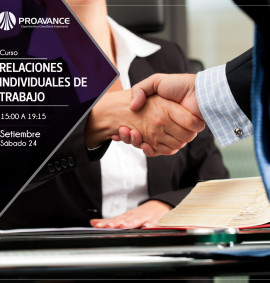 PROAVANCE
Curso
RELACIONES
INDIVIDUALES DE
TRABAJO
15:00 A 19:15
Setiembre
Sábado 24